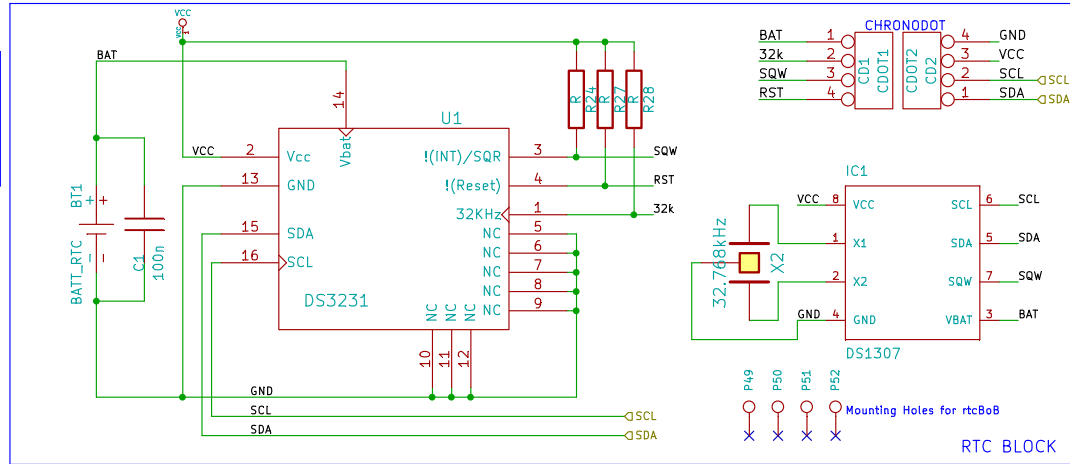 VCC
VCC
1
BAT
14
Vbat
U1
VCC
2
Vcc
13
GND
15
SDA
16
SCL
DS3231
!(INT)/SQR
3
SQW
!(Reset)
4
RST
32KHz
1
32k
NC
5
NC
6
NC
7
NC
8
NC
9
NC
NC
NC
10
11
12
R
R24
R
R27
R
R28
BT1
+
+
BATT_RTC
C1
100n
GND
SCL
SCL
SDA
SDA
CHRONODOT
BAT
1
32k
2
SQW
3
RST
4
CD1
CDOT1
CDOT2
CD2
4
GND
3
VCC
2
SCL
SCL
1
SDA
SDA
IC1
VCC
8
VCC
SCL
6
SCL
1
X1
SDA
5
SDA
2
X2
SQW
7
SQW
GND
4
GND
VBAT
3
BAT
DS1307
32.768kHz
X2
P49
P50
P51
P52
Mounting Holes for rtcBoB
RTC BLOCK